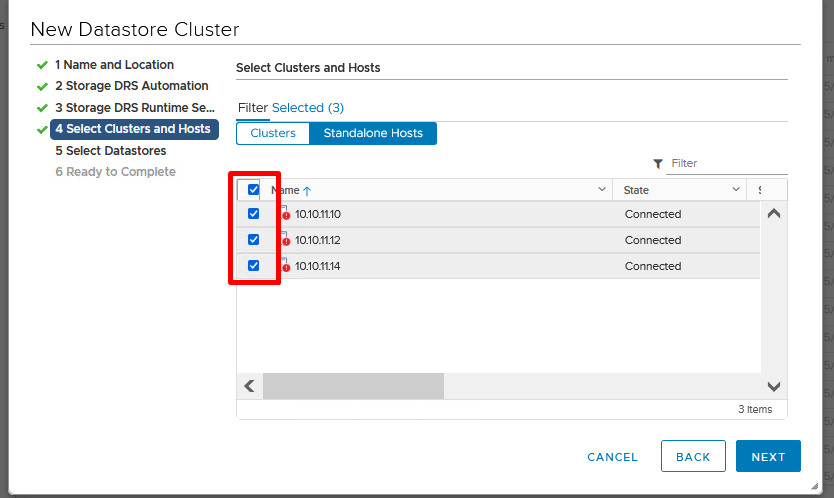 New Datastore Cluster
1 Name and Location
2 Storage DRS Automation
3 Storage DRS Runtime Se...
4 Select Clusters and Hosts
5 Select Datastores
6 Ready to Complete
Select Clusters and Hosts
Filter Selected (3)
Clusters Standalone Hosts
Filter
Name State
10.10.11.10 Connected
10.10.11.12 Connected
10.10.11.14 Connected
3 items
CANCEL BACK NEXT